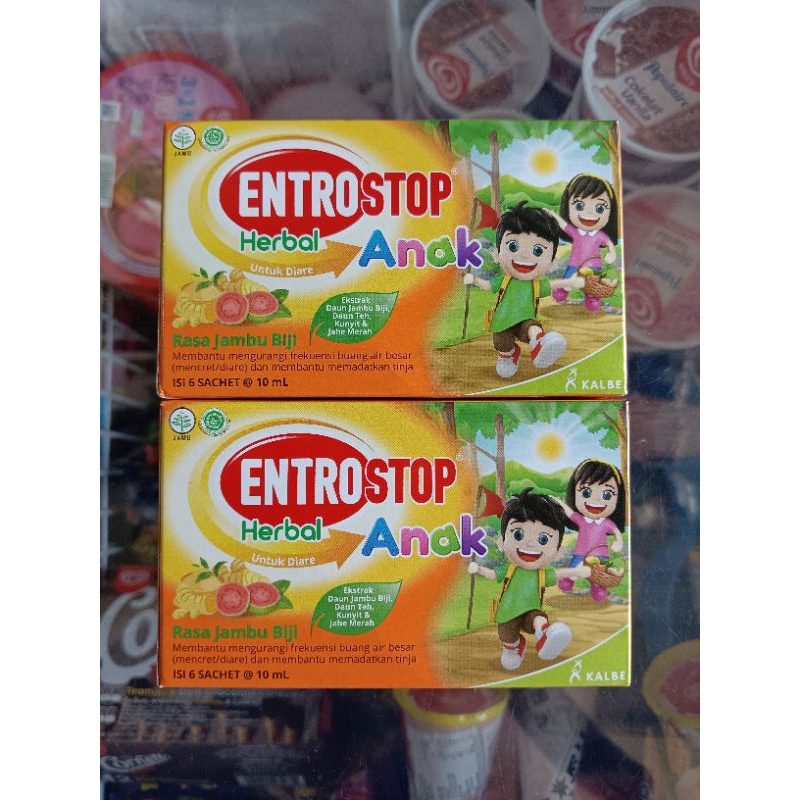 JAMU
ENTROSTOP®
Herbal
Anak
Untuk Diare
Ekstrak
Daun Jambu Biji,
Daun Teh,
Kunyit &
Jahe Merah
Rasa Jambu Biji
Membantu mengurangi frekuensi buang air besar
(mencret/diare) dan membantu memadatkan tinja
ISI 6 SACHET @ 10 mL
KALBE
JAMU
ENTROSTOP®
Herbal
Anak
Untuk Diare
Ekstrak
Daun Jambu Biji,
Daun Teh,
Kunyit &
Jahe Merah
Rasa Jambu Biji
Membantu mengurangi frekuensi buang air besar
(mencret/diare) dan membantu memadatkan tinja
ISI 6 SACHET @ 10 mL
KALBE